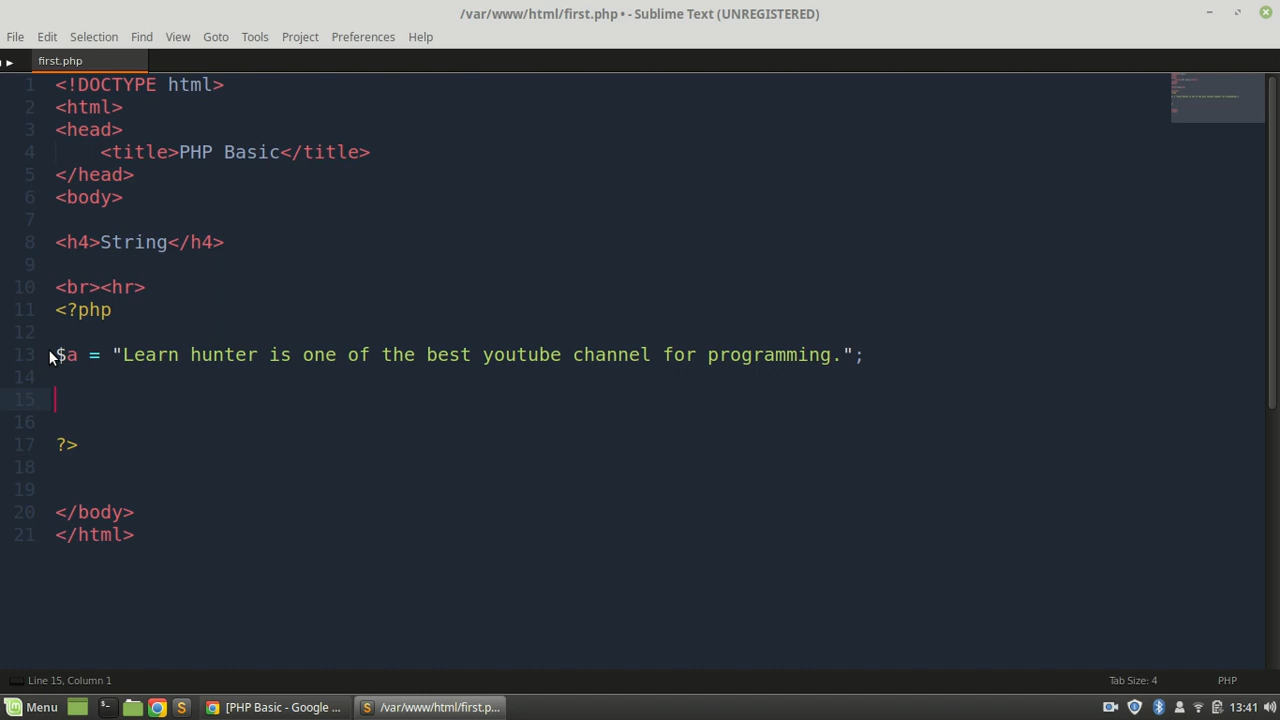 /var/www/html/first.php • - Sublime Text (UNREGISTERED)
File Edit Selection Find View Goto Tools Project Preferences Help
first.php
1 <!DOCTYPE html>
2 <html>
3 <head>
4 <title>PHP Basic</title>
5 </head>
6 <body>
7
8 <h4>String</h4>
9
10 <br><hr>
11 <?php
12
13 $a = "Learn hunter is one of the best youtube channel for programming.";
14
15
16
17 ?>
18
19
20 </body>
21 </html>
Line 15, Column 1 Tab Size: 4 PHP
Menu [PHP Basic - Google ... /var/www/html/first.p... 13:41